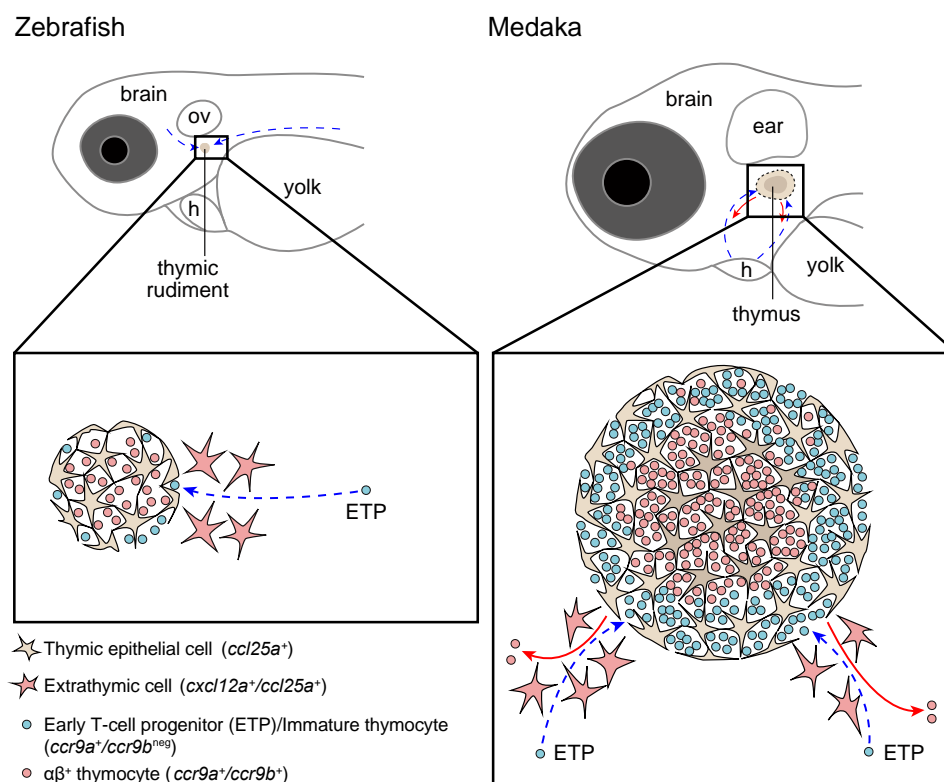 Zebrafish
brain
ov
h
yolk
thymic
rudiment
ETP
Medaka
brain
ear
h
yolk
thymus
ETP
ETP
Thymic epithelial cell (ccl25a⁺)
Extrathymic cell (cxcl12a⁺/ccl25a⁺)
Early T-cell progenitor (ETP)/Immature thymocyte
(ccr9a⁺/ccr9bⁿᵉᵍ)
αβ⁺ thymocyte (ccr9a⁺/ccr9b⁺)